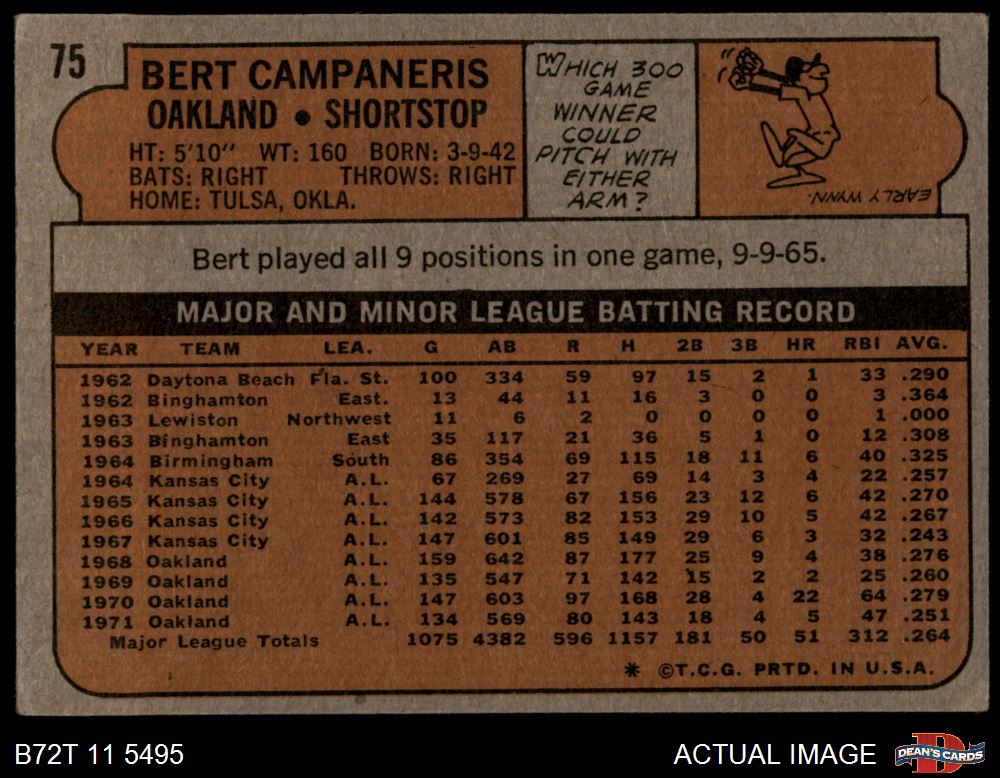 75
BERT CAMPANERIS
OAKLAND • SHORTSTOP
HT: 5'10" WT: 160 BORN: 3-9-42
BATS: RIGHT THROWS: RIGHT
HOME: TULSA, OKLA.
WHICH 300
GAME
WINNER
COULD
PITCH WITH
EITHER
ARM?
EARLY WYNN.
Bert played all 9 positions in one game, 9-9-65.
MAJOR AND MINOR LEAGUE BATTING RECORD
YEAR TEAM LEA. G AB R H 2B 3B HR RBI AVG.
1962 Daytona Beach Fla. St. 100 334 59 97 15 2 1 33 .290
1962 Binghamton East. 13 44 11 16 3 0 0 3 .364
1963 Lewiston Northwest 11 6 2 0 0 0 0 1 .000
1963 Binghamton East 35 117 21 36 5 1 0 12 .308
1964 Birmingham South 86 354 69 115 18 11 6 40 .325
1964 Kansas City A.L. 67 269 27 69 14 3 4 22 .257
1965 Kansas City A.L. 144 578 67 156 23 12 6 42 .270
1966 Kansas City A.L. 142 573 82 153 29 10 5 42 .267
1967 Kansas City A.L. 147 601 85 149 29 6 3 32 .243
1968 Oakland A.L. 159 642 87 177 25 9 4 38 .276
1969 Oakland A.L. 135 547 71 142 15 2 2 25 .260
1970 Oakland A.L. 147 603 97 168 28 4 22 64 .279
1971 Oakland A.L. 134 569 80 143 18 4 5 47 .251
Major League Totals 1075 4382 596 1157 181 50 51 312 .264
* ©T.C.G. PRTD. IN U.S.A.
B72T 11 5495
ACTUAL IMAGE
DEAN'S CARDS